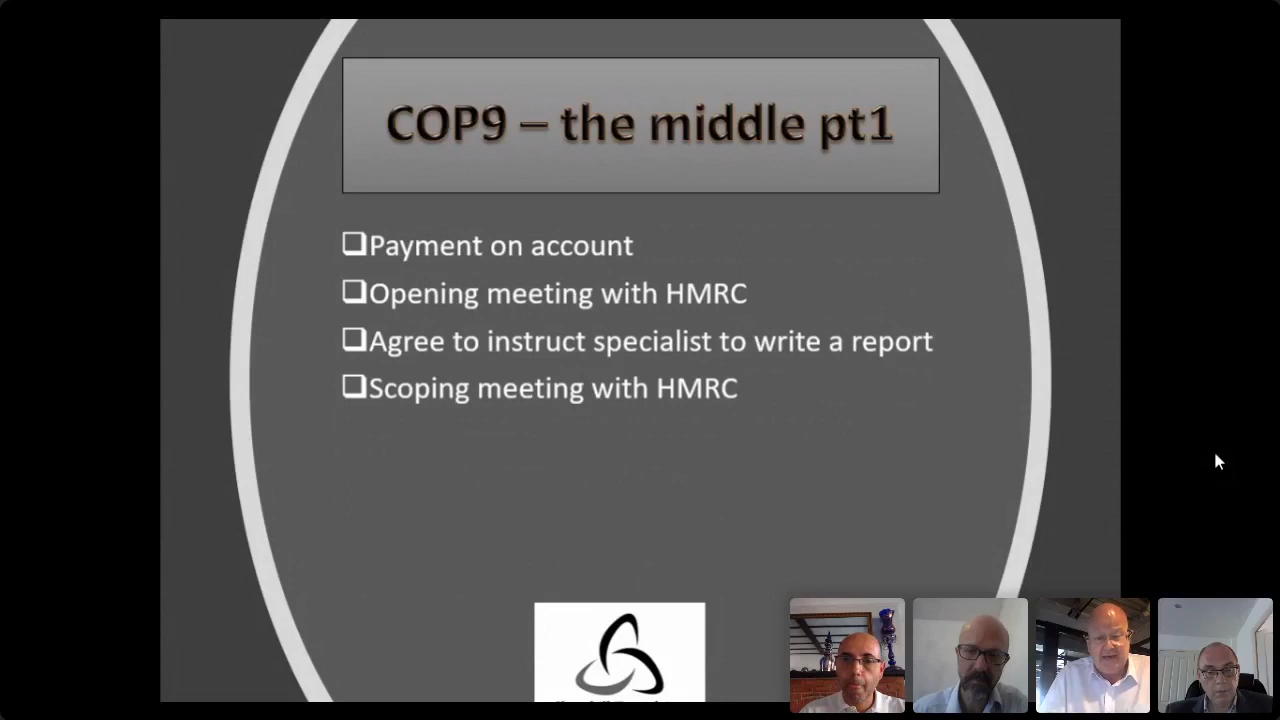 COP9 – the middle pt1
❑Payment on account
❑Opening meeting with HMRC
❑Agree to instruct specialist to write a report
❑Scoping meeting with HMRC